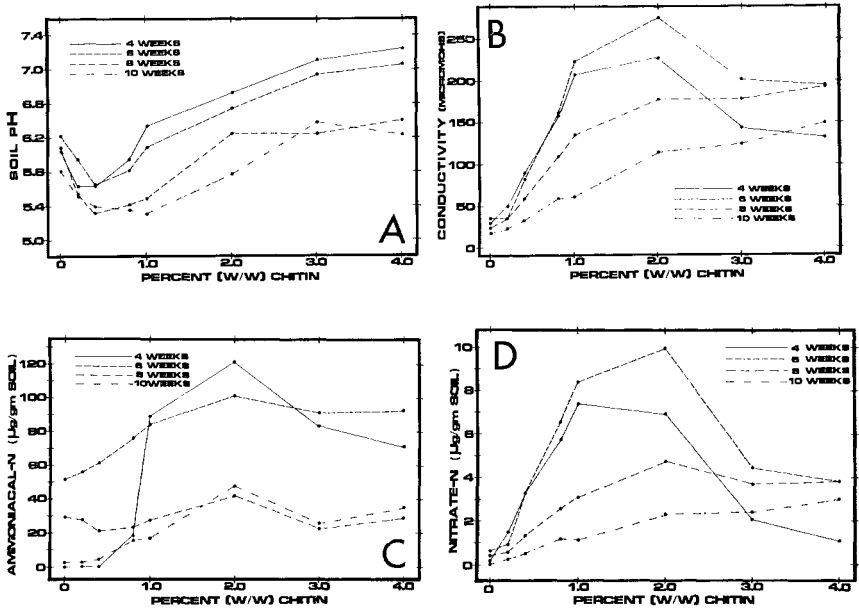 A
7.4
7.0
6.6
6.2
5.8
5.4
5.0
SOIL pH
4 WEEKS
6 WEEKS
8 WEEKS
10 WEEKS
0
1.0
2.0
3.0
4.0
PERCENT (W/W) CHITIN
B
250
200
150
100
50
0
CONDUCTIVITY (MICROMOHS)
4 WEEKS
6 WEEKS
8 WEEKS
10 WEEKS
0
1.0
2.0
3.0
4.0
PERCENT (W/W) CHITIN
C
120
100
80
60
40
20
0
AMMONIACAL-N (µg/gm SOIL)
4 WEEKS
6 WEEKS
8 WEEKS
10WEEKS
0
1.0
2.0
3.0
4.0
PERCENT (W/W) CHITIN
D
10
8
6
4
2
0
NITRATE-N (µg/gm SOIL)
4 WEEKS
6 WEEKS
8 WEEKS
10 WEEKS
0
1.0
2.0
3.0
4.0
PERCENT (W/W) CHITIN